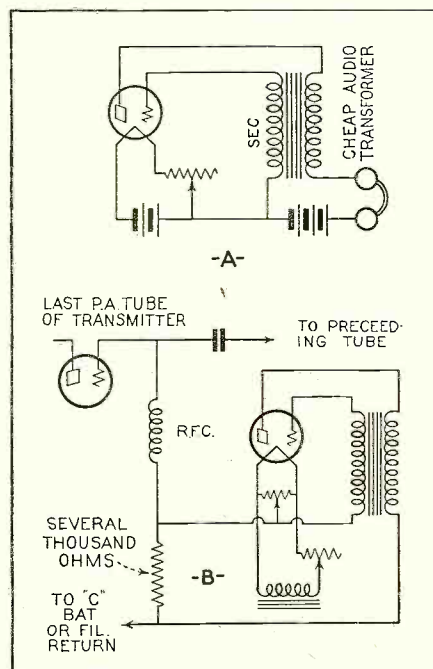 SEC
CHEAP AUDIO
TRANSFORMER
-A-
LAST P.A. TUBE
OF TRANSMITTER
TO PRECEED-
ING TUBE
R.F.C.
SEVERAL
THOUSAND
OHMS
-B-
TO "C"
BAT
OR FIL.
RETURN